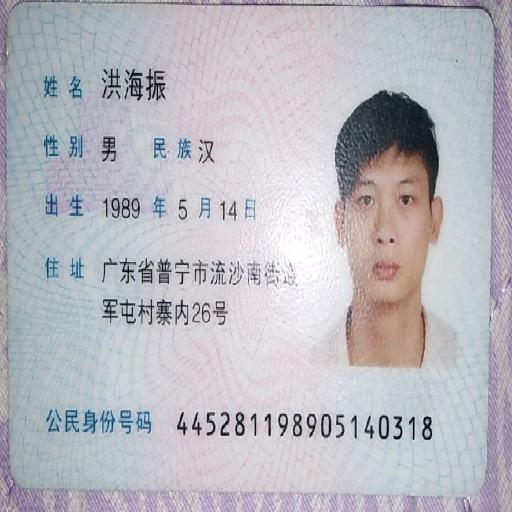 姓名 洪海振
性别 男 民族 汉
出生 1989 年 5 月 14 日
住址 广东省普宁市流沙南街道
军屯村寨内26号
公民身份号码 445281198905140318